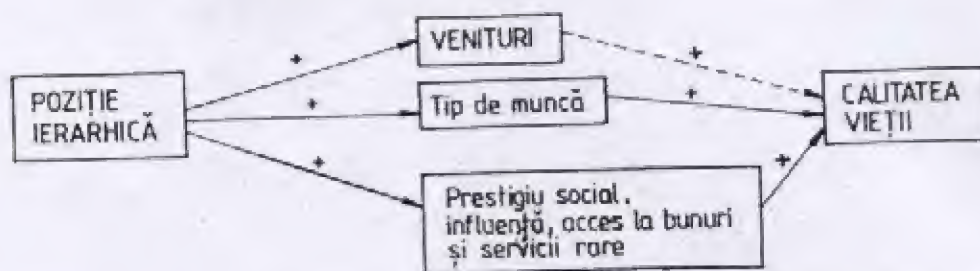 POZIȚIE
IERARHICĂ
+
+
+
VENITURI
Tip de muncă
Prestigiu social,
influență, acces la bunuri
și servicii rare
+
+
+
CALITATEA
VIEȚII